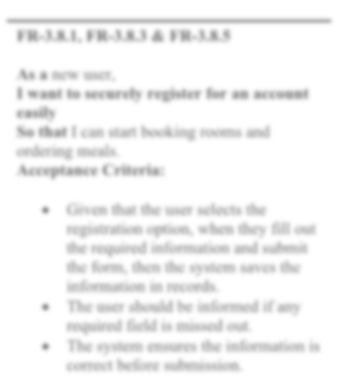 FR-3.8.1, FR-3.8.3 & FR-3.8.5
As a new user,
I want to securely register for an account
easily
So that I can start booking rooms and
ordering meals.
Acceptance Criteria:
• Given that the user selects the
registration option, when they fill out
the required information and submit
the form, then the system saves the
information in records.
• The user should be informed if any
required field is missed out.
• The system ensures the information is
correct before submission.